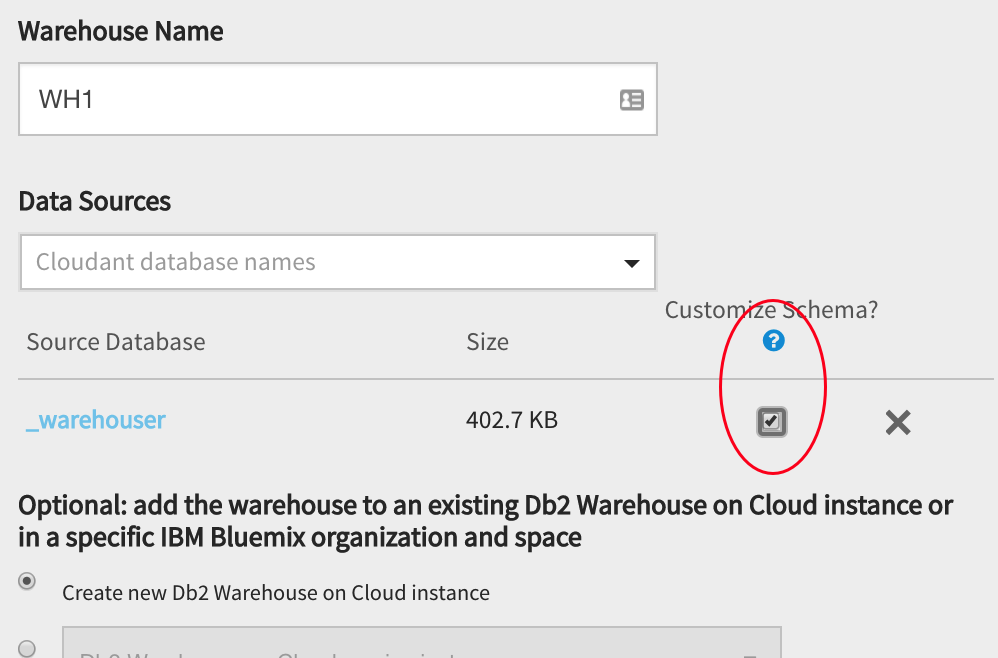 Warehouse Name
WH1
Data Sources
Cloudant database names
Customize Schema?
Source Database Size ?
_warehouser 402.7 KB
Optional: add the warehouse to an existing Db2 Warehouse on Cloud instance or
in a specific IBM Bluemix organization and space
Create new Db2 Warehouse on Cloud instance